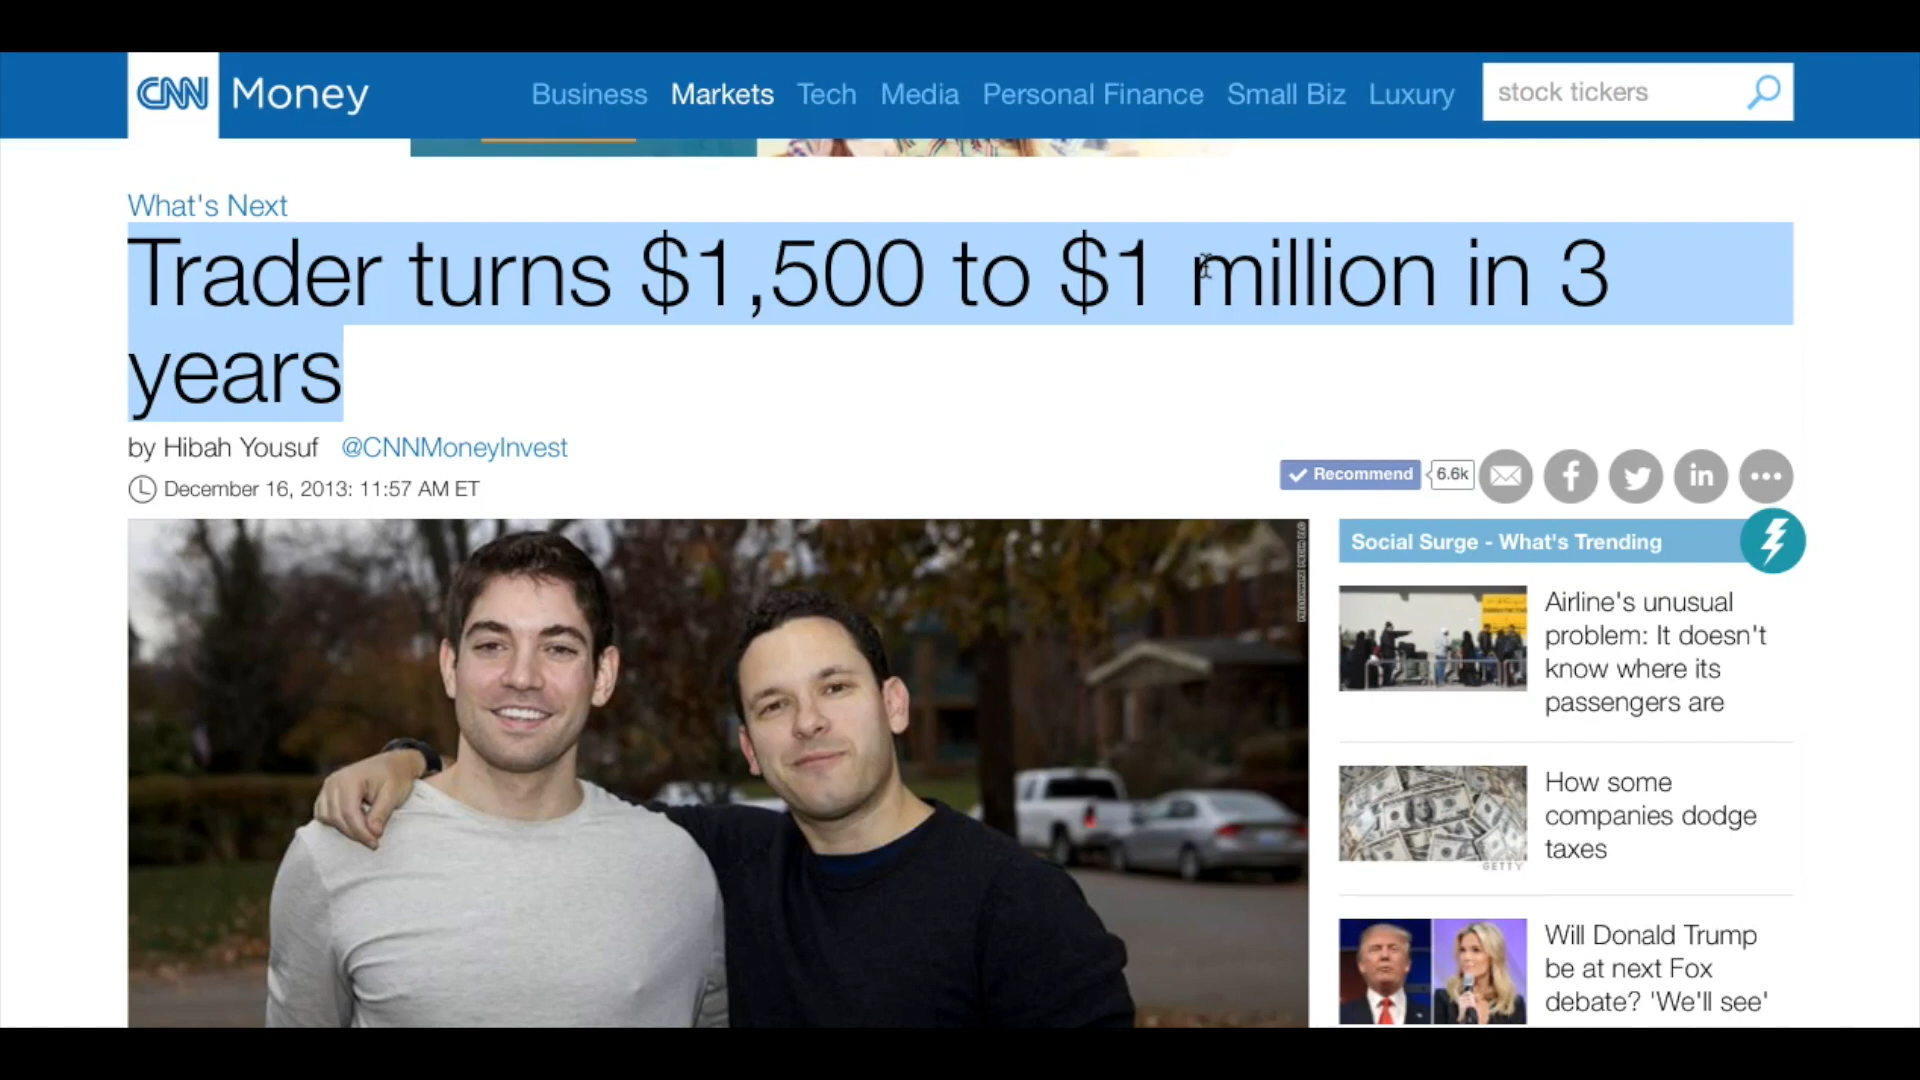 CNN Money
Business Markets Tech Media Personal Finance Small Biz Luxury
stock tickers
What's Next
Trader turns $1,500 to $1 million in 3
years
by Hibah Yousuf @CNNMoneyInvest
December 16, 2013: 11:57 AM ET
Recommend 6.6k
Social Surge - What's Trending
Airline's unusual
problem: It doesn't
know where its
passengers are
How some
companies dodge
taxes
GETTY
Will Donald Trump
be at next Fox
debate? 'We'll see'